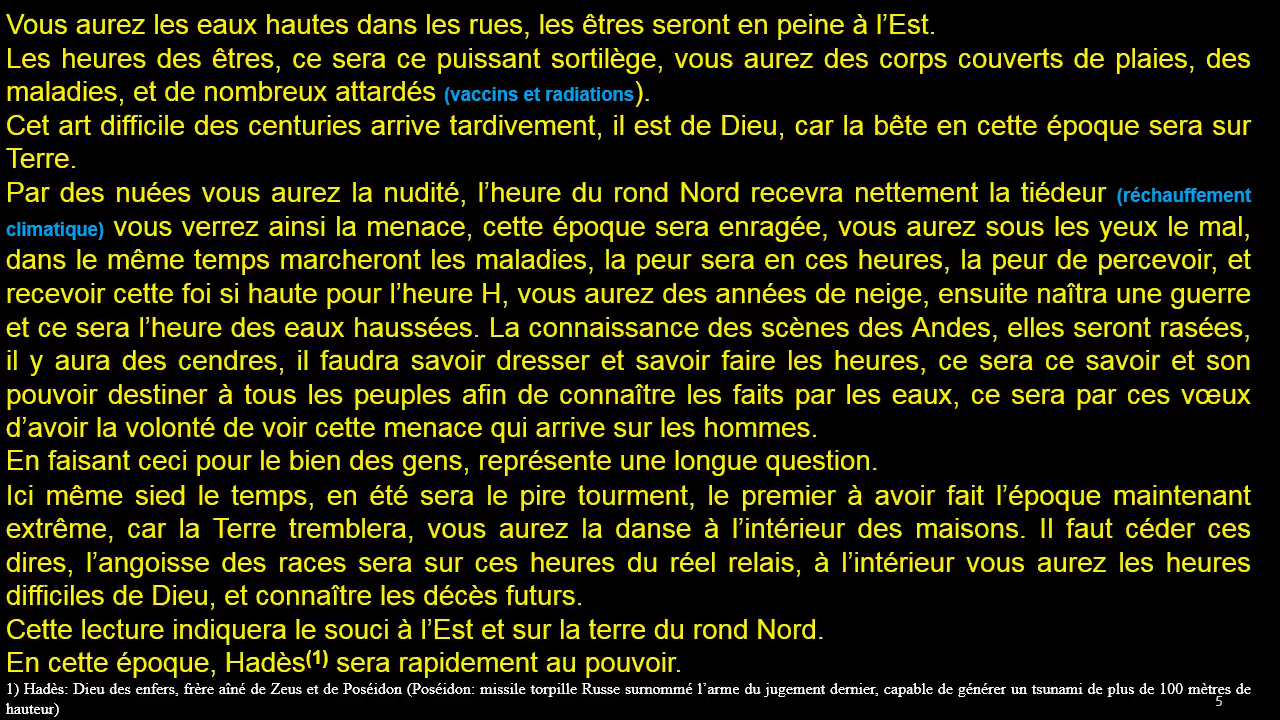 Vous aurez les eaux hautes dans les rues, les êtres seront en peine à l’Est.
Les heures des êtres, ce sera ce puissant sortilège, vous aurez des corps couverts de plaies, des
maladies, et de nombreux attardés (vaccins et radiations).
Cet art difficile des centuries arrive tardivement, il est de Dieu, car la bête en cette époque sera sur
Terre.
Par des nuées vous aurez la nudité, l’heure du rond Nord recevra nettement la tiédeur (réchauffement
climatique) vous verrez ainsi la menace, cette époque sera enragée, vous aurez sous les yeux le mal,
dans le même temps marcheront les maladies, la peur sera en ces heures, la peur de percevoir, et
recevoir cette foi si haute pour l’heure H, vous aurez des années de neige, ensuite naîtra une guerre
et ce sera l’heure des eaux haussées. La connaissance des scènes des Andes, elles seront rasées,
il y aura des cendres, il faudra savoir dresser et savoir faire les heures, ce sera ce savoir et son
pouvoir destiner à tous les peuples afin de connaître les faits par les eaux, ce sera par ces vœux
d’avoir la volonté de voir cette menace qui arrive sur les hommes.
En faisant ceci pour le bien des gens, représente une longue question.
Ici même sied le temps, en été sera le pire tourment, le premier à avoir fait l’époque maintenant
extrême, car la Terre tremblera, vous aurez la danse à l’intérieur des maisons. Il faut céder ces
dires, l’angoisse des races sera sur ces heures du réel relais, à l’intérieur vous aurez les heures
difficiles de Dieu, et connaître les décès futurs.
Cette lecture indiquera le souci à l’Est et sur la terre du rond Nord.
En cette époque, Hadès(1) sera rapidement au pouvoir.
1) Hadès: Dieu des enfers, frère aîné de Zeus et de Poséidon (Poséidon: missile torpille Russe surnommé l’arme du jugement dernier, capable de générer un tsunami de plus de 100 mètres de
hauteur)
5